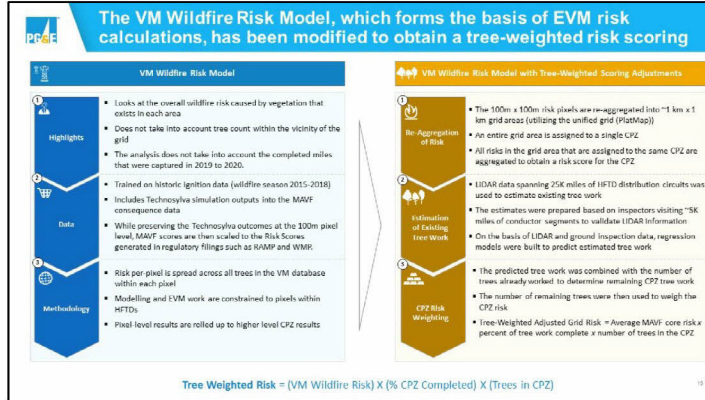 PG&E
The VM Wildfire Risk Model, which forms the basis of EVM risk
calculations, has been modified to obtain a tree-weighted risk scoring
VM Wildfire Risk Model
1
Highlights
▪ Looks at the overall wildfire risk caused by vegetation that
exists in each area
▪ Does not take into account tree count within the vicinity of the
grid
▪ The analysis does not take into account the completed miles
that were captured in 2019 to 2020.
2
Data
▪ Trained on historic ignition data (wildfire season 2015-2018)
▪ Includes Technosylva simulation outputs into the MAVF
consequence data
▪ While preserving the Technosylva outcomes at the 100m pixel
level, MAVF scores are then scaled to the Risk Scores
generated in regulatory filings such as RAMP and WMP.
3
Methodology
▪ Risk per-pixel is spread across all trees in the VM database
within each pixel
▪ Modelling and EVM work are constrained to pixels within
HFTDs
▪ Pixel-level results are rolled up to higher level CPZ results
VM Wildfire Risk Model with Tree-Weighted Scoring Adjustments
1
Re-Aggregation
of Risk
▪ The 100m x 100m risk pixels are re-aggregated into ~1 km x 1
km grid areas (utilizing the unified grid (PlatMap))
▪ An entire grid area is assigned to a single CPZ
▪ All risks in the grid area that are assigned to the same CPZ are
aggregated to obtain a risk score for the CPZ
2
Estimation
of Existing
Tree Work
▪ LIDAR data spanning 25K miles of HFTD distribution circuits was
used to estimate existing tree work
▪ The estimates were prepared based on inspectors visiting ~5K
miles of conductor segments to validate LIDAR information
▪ On the basis of LIDAR and ground inspection data, regression
models were built to predict estimated tree work
3
CPZ Risk
Weighting
▪ The predicted tree work was combined with the number of
trees already worked to determine remaining CPZ tree work
▪ The number of remaining trees were then used to weigh the
CPZ risk
▪ Tree-Weighted Adjusted Grid Risk = Average MAVF core risk x
percent of tree work complete x number of trees in the CPZ
Tree Weighted Risk = (VM Wildfire Risk) X (% CPZ Completed) X (Trees in CPZ)